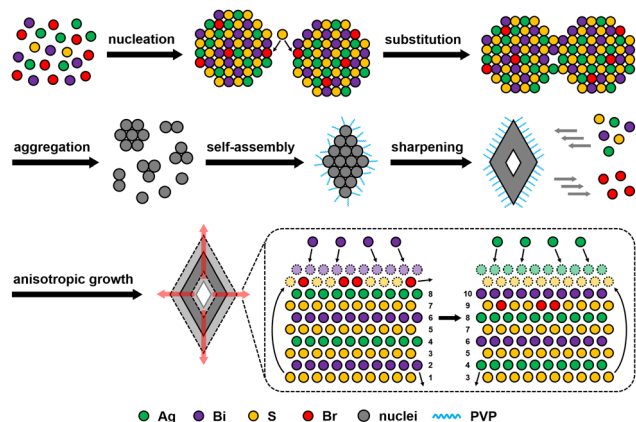 nucleation
substitution
aggregation
self-assembly
sharpening
anisotropic growth
8
7
6
5
4
3
2
1
10
9
8
7
6
5
4
3
Ag Bi S Br nuclei PVP